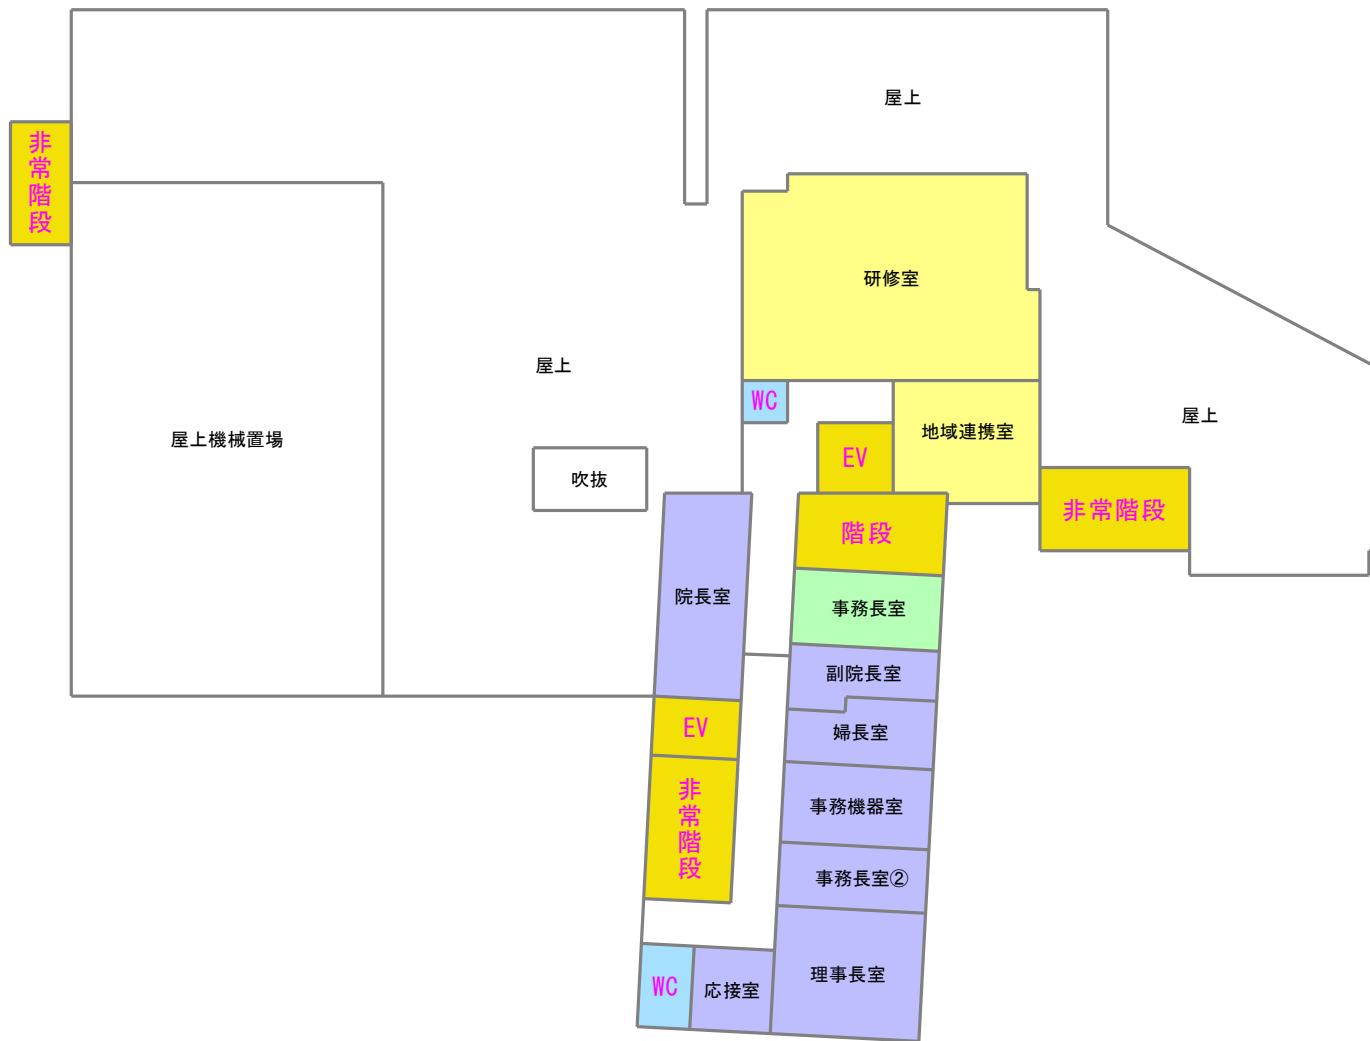 屋上
非常階段
研修室
屋上
WC
屋上
地域連携室
屋上機械置場
EV
吹抜
非常階段
階段
院長室
事務長室
副院長室
EV
婦長室
事務機器室
非常階段
事務長室②
理事長室
WC
応接室